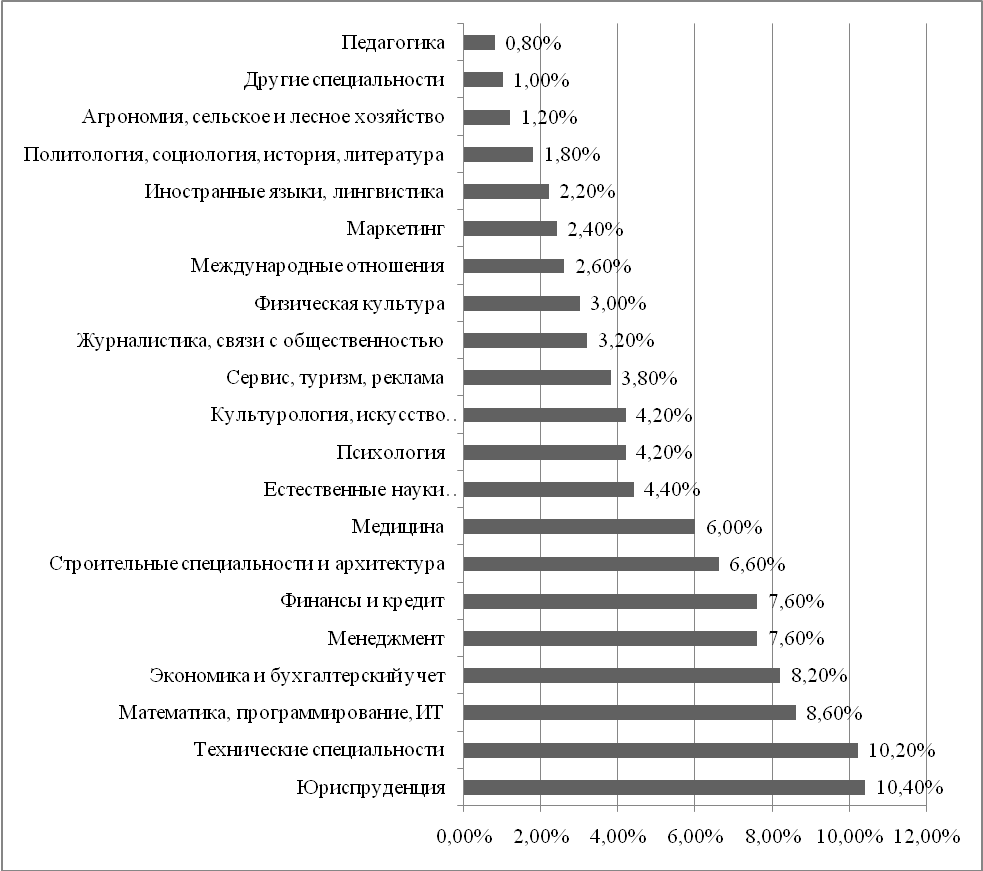 Педагогика 0,80%
Другие специальности 1,00%
Агрономия, сельское и лесное хозяйство 1,20%
Политология, социология, история, литература 1,80%
Иностранные языки, лингвистика 2,20%
Маркетинг 2,40%
Международные отношения 2,60%
Физическая культура 3,00%
Журналистика, связи с общественностью 3,20%
Сервис, туризм, реклама 3,80%
Культурология, искусство.. 4,20%
Психология 4,20%
Естественные науки.. 4,40%
Медицина 6,00%
Строительные специальности и архитектура 6,60%
Финансы и кредит 7,60%
Менеджмент 7,60%
Экономика и бухгалтерский учет 8,20%
Математика, программирование, ИТ 8,60%
Технические специальности 10,20%
Юриспруденция 10,40%
0,00% 2,00% 4,00% 6,00% 8,00% 10,00% 12,00%